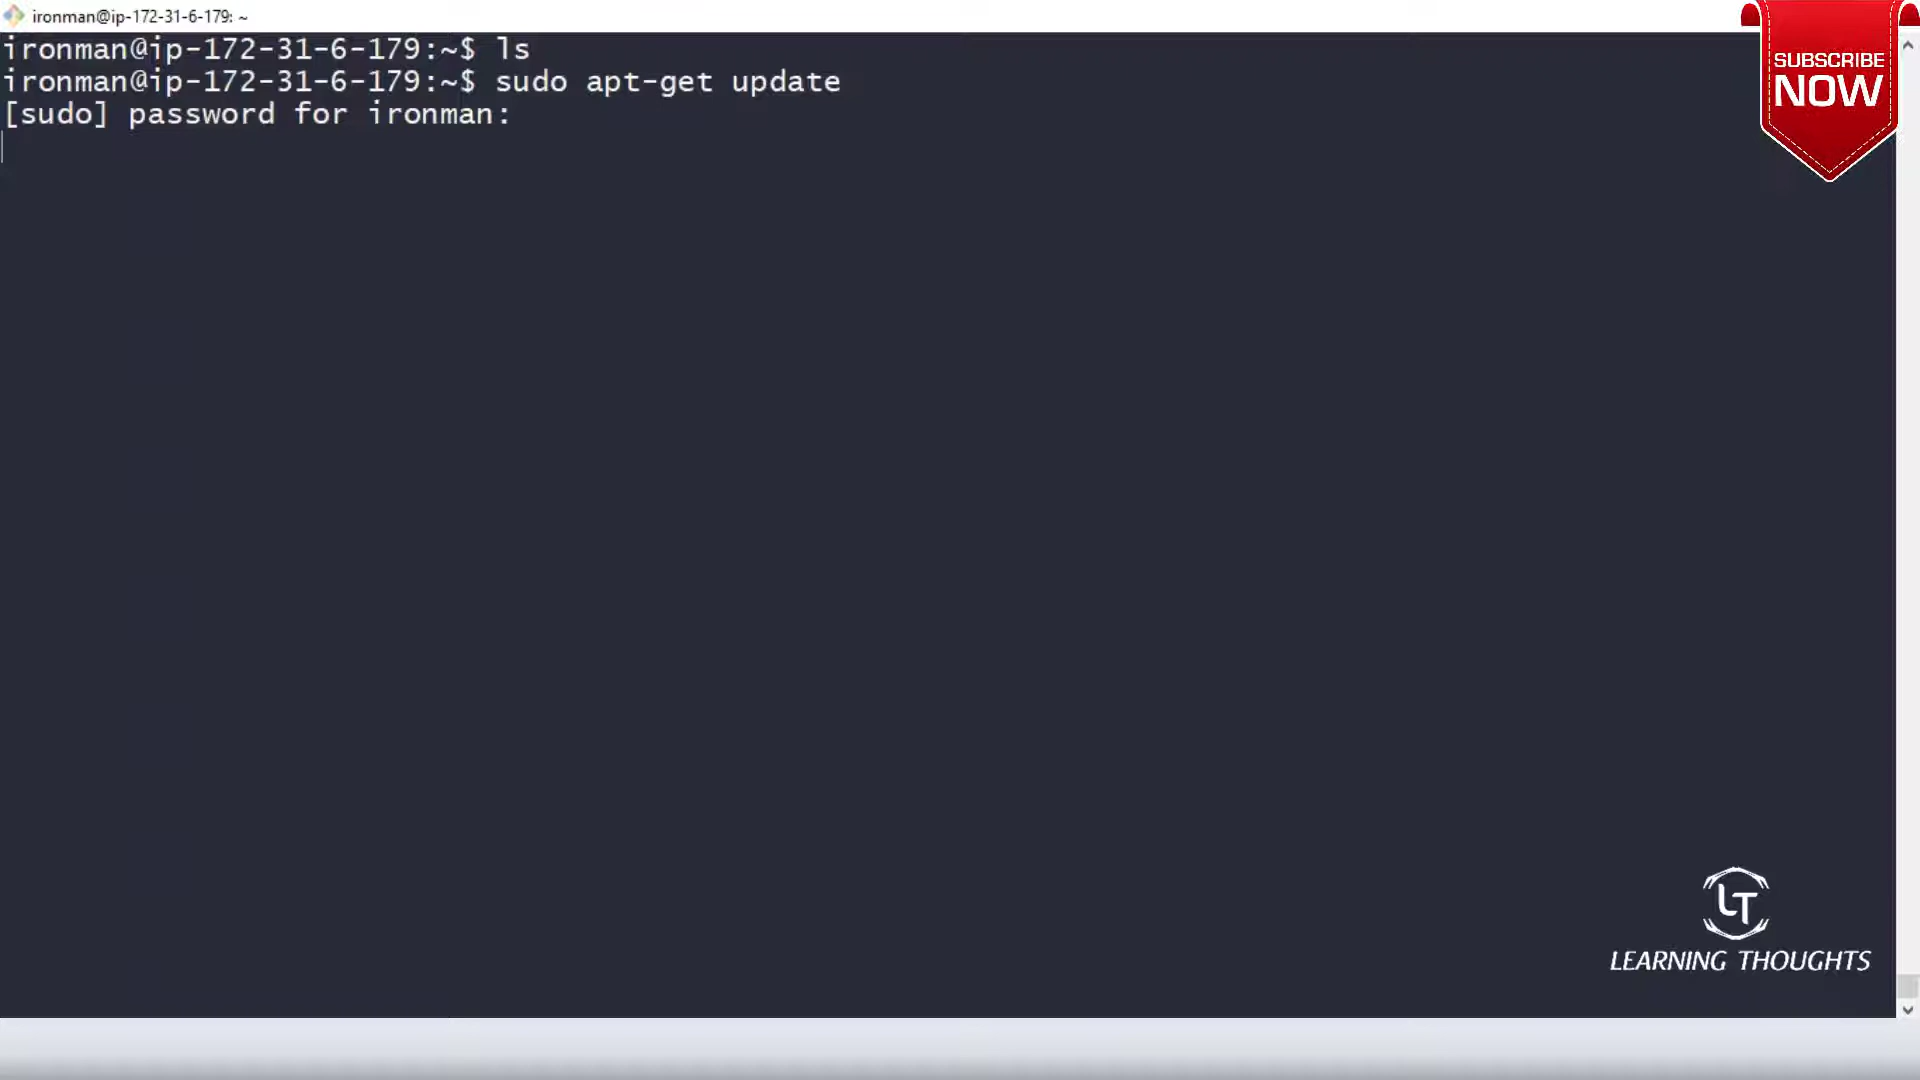 ironman@ip-172-31-6-179: ~
ironman@ip-172-31-6-179:~$ ls
ironman@ip-172-31-6-179:~$ sudo apt-get update
[sudo] password for ironman:
SUBSCRIBE
NOW
LT
LEARNING THOUGHTS